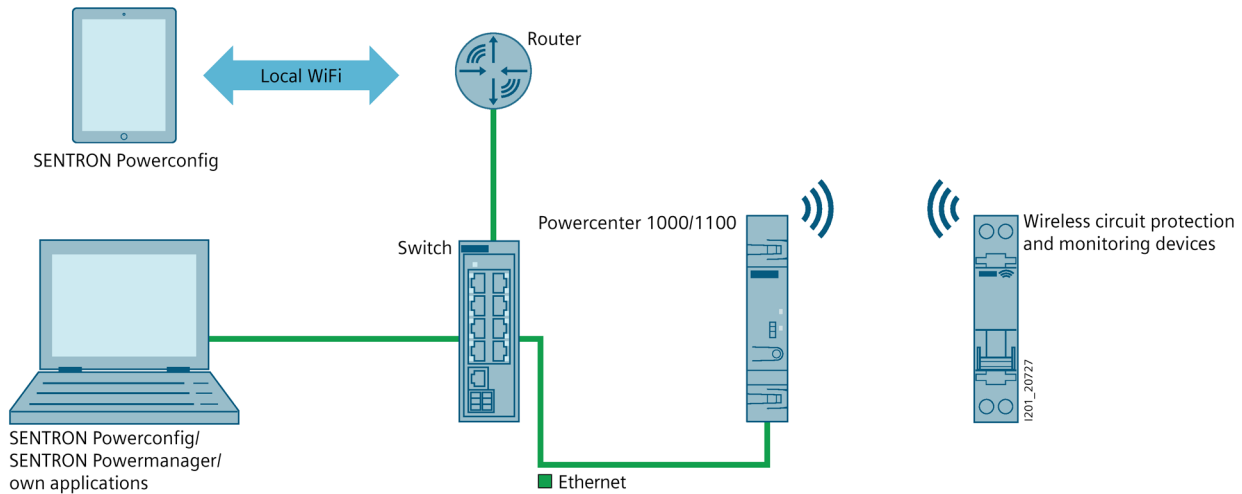 Router
Local WiFi
SENTRON Powerconfig
Powercenter 1000/1100
Wireless circuit protection
and monitoring devices
Switch
I201_20727
SENTRON Powerconfig/
SENTRON Powermanager/
own applications
Ethernet